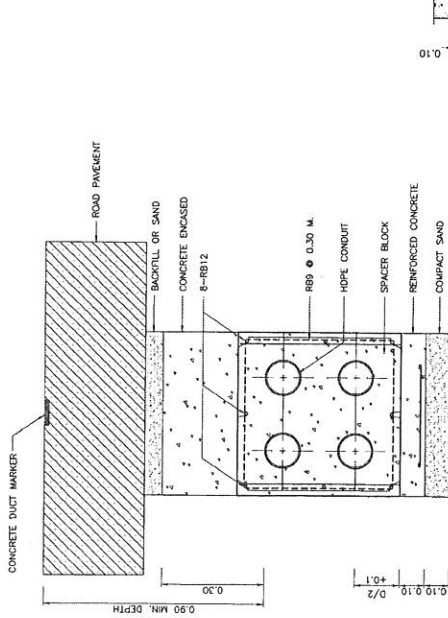 CONCRETE DUCT MARKER
ROAD PAVEMENT
BACKFILL OR SAND
CONCRETE ENCASED
8-RB12
RB9 @ 0.30 M.
HDPE CONDUIT
SPACER BLOCK
REINFORCED CONCRETE
COMPACT SAND
0.90 MIN. DEPTH
0.30
D/2
+0.1
0.10
0.10
0.10
0.10